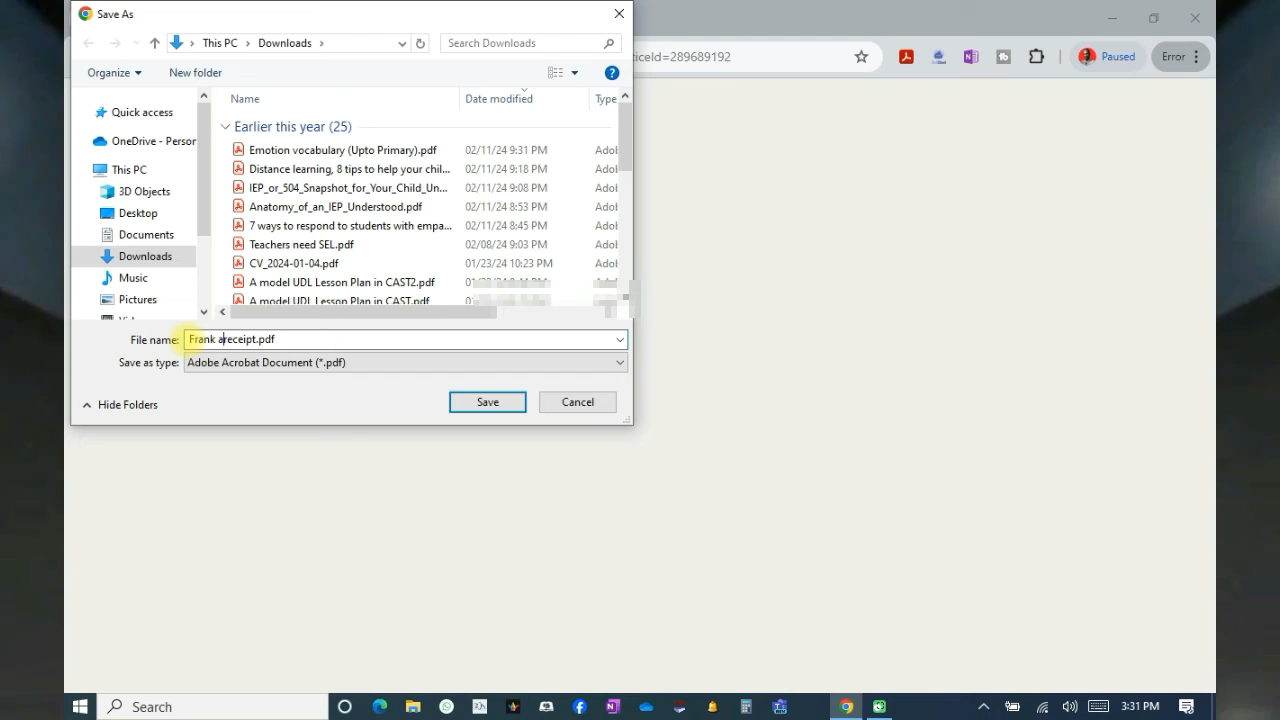 Save As
This PC
Downloads
Search Downloads
ticeId=289689192
Paused
Error
Organize
New folder
Name
Date modified
Type
Earlier this year (25)
Emotion vocabulary (Upto Primary).pdf 02/11/24 9:31 PM Adob
Distance learning, 8 tips to help your chil... 02/11/24 9:18 PM Adob
IEP_or_504_Snapshot_for_Your_Child_Un... 02/11/24 9:08 PM Adob
Anatomy_of_an_IEP_Understood.pdf 02/11/24 8:53 PM Adob
7 ways to respond to students with empa... 02/11/24 8:45 PM Adob
Teachers need SEL.pdf 02/08/24 9:03 PM Adob
CV_2024-01-04.pdf 01/23/24 10:23 PM Adob
A model UDL Lesson Plan in CAST2.pdf
A model UDL Lesson Plan in CAST.pdf
Quick access
OneDrive - Person
This PC
3D Objects
Desktop
Documents
Downloads
Music
Pictures
File name: Frank areceipt.pdf
Save as type: Adobe Acrobat Document (*.pdf)
Hide Folders
Save
Cancel
Search
3:31 PM